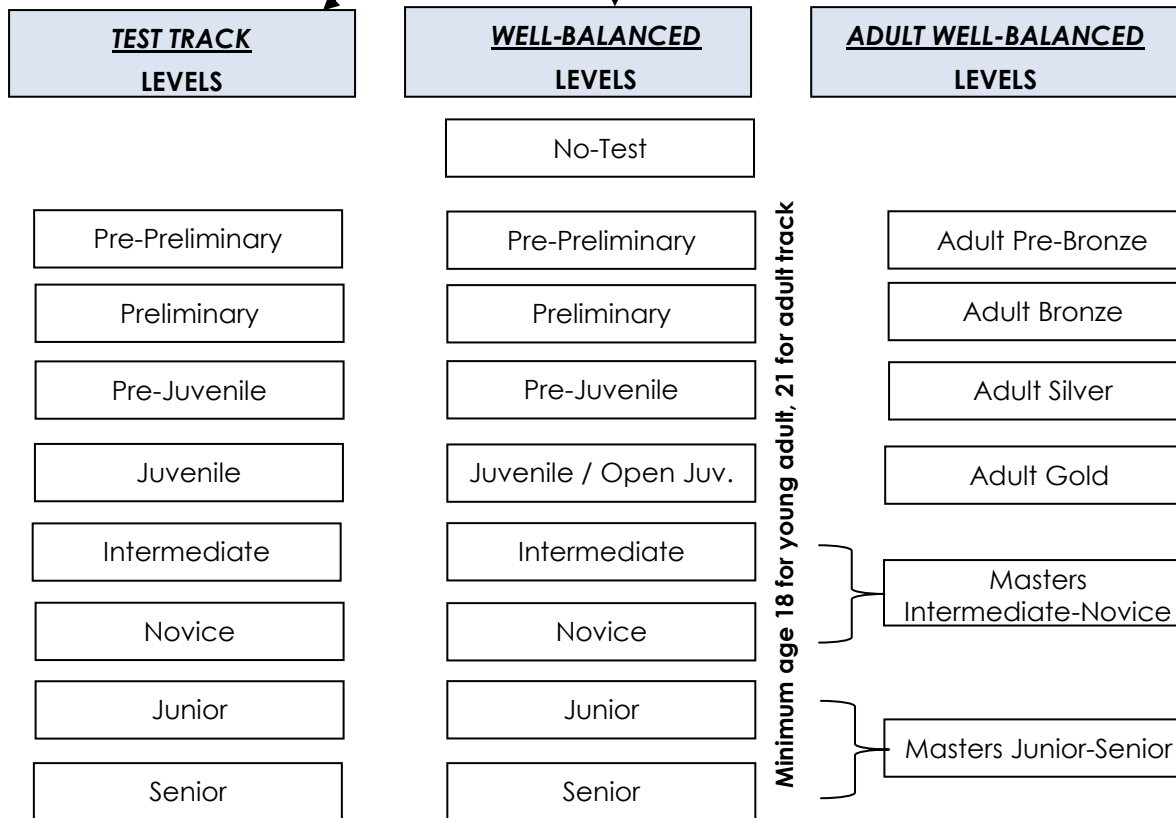 TEST TRACK
LEVELS
WELL-BALANCED
LEVELS
ADULT WELL-BALANCED
LEVELS
No-Test
Pre-Preliminary
Preliminary
Pre-Juvenile
Juvenile
Intermediate
Novice
Junior
Senior
Pre-Preliminary
Preliminary
Pre-Juvenile
Juvenile / Open Juv.
Intermediate
Novice
Junior
Senior
Minimum age 18 for young adult, 21 for adult track
Adult Pre-Bronze
Adult Bronze
Adult Silver
Adult Gold
Masters
Intermediate-Novice
Masters Junior-Senior